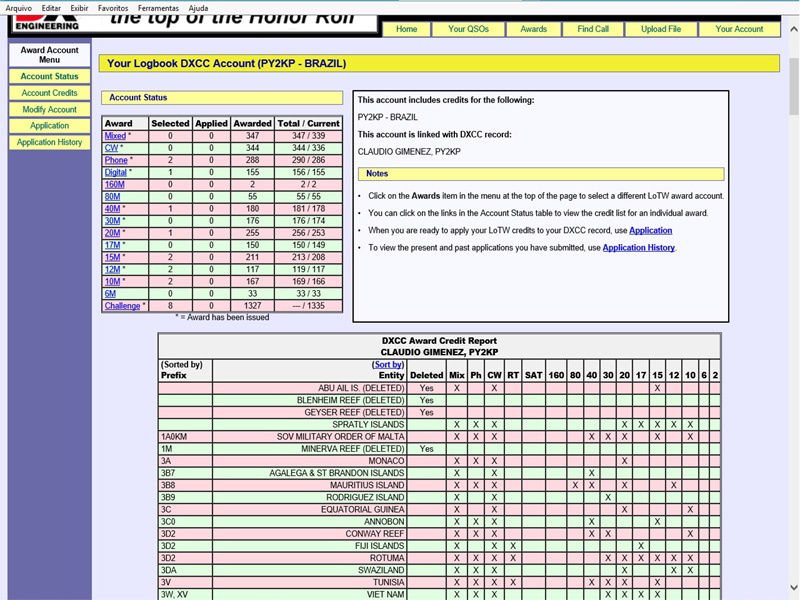 Arquivo Editar Exibir Favoritos Ferramentas Ajuda
DX
ENGINEERING
the top of the Honor Roll
Home Your QSOs Awards Find Call Upload File Your Account
Award Account
Menu
Account Status
Account Credits
Modify Account
Application
Application History
Your Logbook DXCC Account (PY2KP - BRAZIL)
Account Status
Award Selected Applied Awarded Total / Current
Mixed * 0 0 347 347 / 339
CW * 0 0 344 344 / 336
Phone * 2 0 288 290 / 286
Digital * 1 0 155 156 / 155
160M 0 0 2 2 / 2
80M 0 0 55 55 / 55
40M * 1 0 180 181 / 178
30M * 0 0 176 176 / 174
20M * 1 0 255 256 / 253
17M * 0 0 150 150 / 149
15M * 2 0 211 213 / 208
12M * 2 0 117 119 / 117
10M * 2 0 167 169 / 166
6M 0 0 33 33 / 33
Challenge * 8 0 1327 --- / 1335
* = Award has been issued
This account includes credits for the following:
PY2KP - BRAZIL
This account is linked with DXCC record:
CLAUDIO GIMENEZ, PY2KP
Notes
• Click on the Awards item in the menu at the top of the page to select a different LoTW award account.
• You can click on the links in the Account Status table to view the credit list for an individual award.
• When you are ready to apply your LoTW credits to your DXCC record, use Application
• To view the present and past applications you have submitted, use Application History.
DXCC Award Credit Report
CLAUDIO GIMENEZ, PY2KP
(Sorted by) (Sort by)
Prefix Entity Deleted Mix Ph CW RT SAT 160 80 40 30 20 17 15 12 10 6 2
ABU AIL IS. (DELETED) Yes X X X
BLENHEIM REEF (DELETED) Yes
GEYSER REEF (DELETED) Yes
SPRATLY ISLANDS X X X X X X X X
1A0KM SOV MILITARY ORDER OF MALTA X X X X X X X X
1M MINERVA REEF (DELETED) Yes
3A MONACO X X X X
3B7 AGALEGA & ST BRANDON ISLANDS X X X
3B8 MAURITIUS ISLAND X X X X X X X
3B9 RODRIGUEZ ISLAND X X X
3C EQUATORIAL GUINEA X X X X X
3C0 ANNOBON X X X X X
3D2 CONWAY REEF X X X X X X
3D2 FIJI ISLANDS X X X X
3D2 ROTUMA X X X X X X X X X X
3DA SWAZILAND X X X X X X
3V TUNISIA X X X X X X X X
3W, XV VIET NAM X X X X X X X